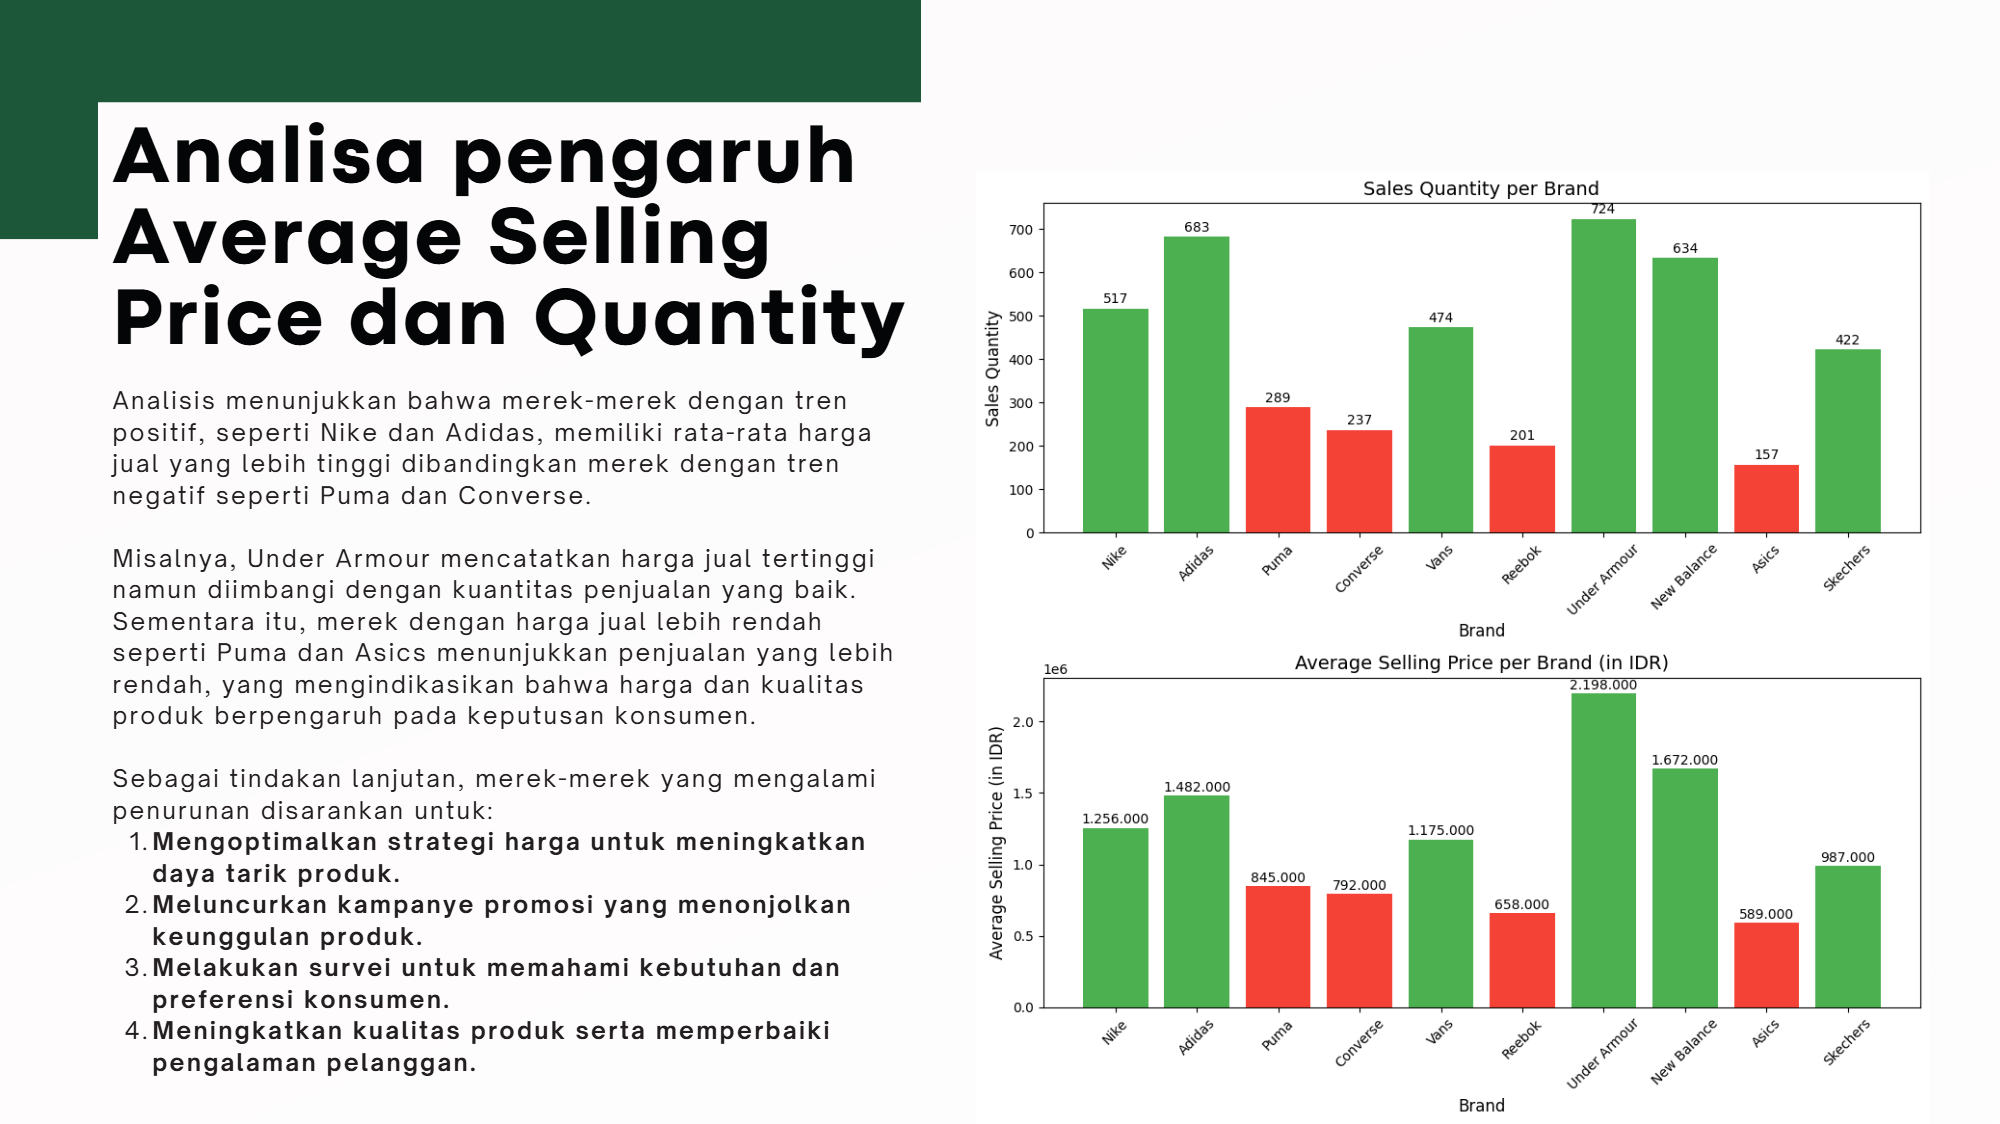 Analisa pengaruh
Average Selling
Price dan Quantity
Analisis menunjukkan bahwa merek-merek dengan tren
positif, seperti Nike dan Adidas, memiliki rata-rata harga
jual yang lebih tinggi dibandingkan merek dengan tren
negatif seperti Puma dan Converse.
Misalnya, Under Armour mencatatkan harga jual tertinggi
namun diimbangi dengan kuantitas penjualan yang baik.
Sementara itu, merek dengan harga jual lebih rendah
seperti Puma dan Asics menunjukkan penjualan yang lebih
rendah, yang mengindikasikan bahwa harga dan kualitas
produk berpengaruh pada keputusan konsumen.
Sebagai tindakan lanjutan, merek-merek yang mengalami
penurunan disarankan untuk:
1. Mengoptimalkan strategi harga untuk meningkatkan
daya tarik produk.
2. Meluncurkan kampanye promosi yang menonjolkan
keunggulan produk.
3. Melakukan survei untuk memahami kebutuhan dan
preferensi konsumen.
4. Meningkatkan kualitas produk serta memperbaiki
pengalaman pelanggan.
Sales Quantity per Brand
Sales Quantity
700
600
500
400
300
200
100
0
517
683
289
237
474
201
724
634
157
422
Nike
Adidas
Puma
Converse
Vans
Reebok
Under Armour
New Balance
Asics
Skechers
Brand
Average Selling Price per Brand (in IDR)
1e6
Average Selling Price (in IDR)
2.0
1.5
1.0
0.5
0.0
1.256.000
1.482.000
845.000
792.000
1.175.000
658.000
2.198.000
1.672.000
589.000
987.000
Nike
Adidas
Puma
Converse
Vans
Reebok
Under Armour
New Balance
Asics
Skechers
Brand